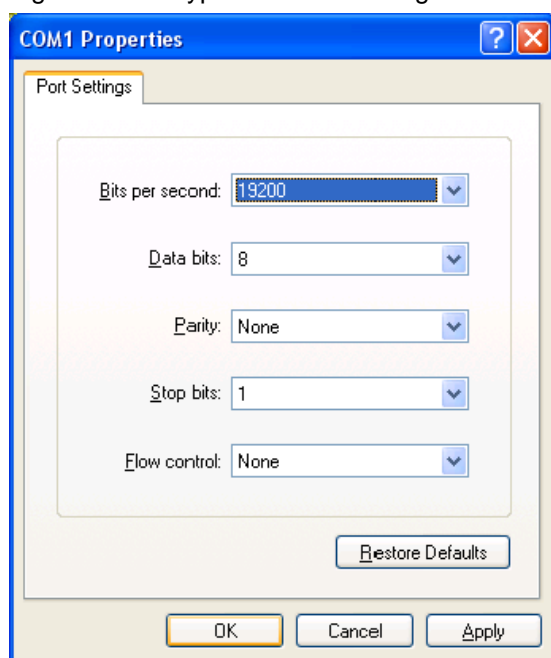 COM1 Properties
Port Settings
Bits per second: 19200
Data bits: 8
Parity: None
Stop bits: 1
Flow control: None
Restore Defaults
OK Cancel Apply